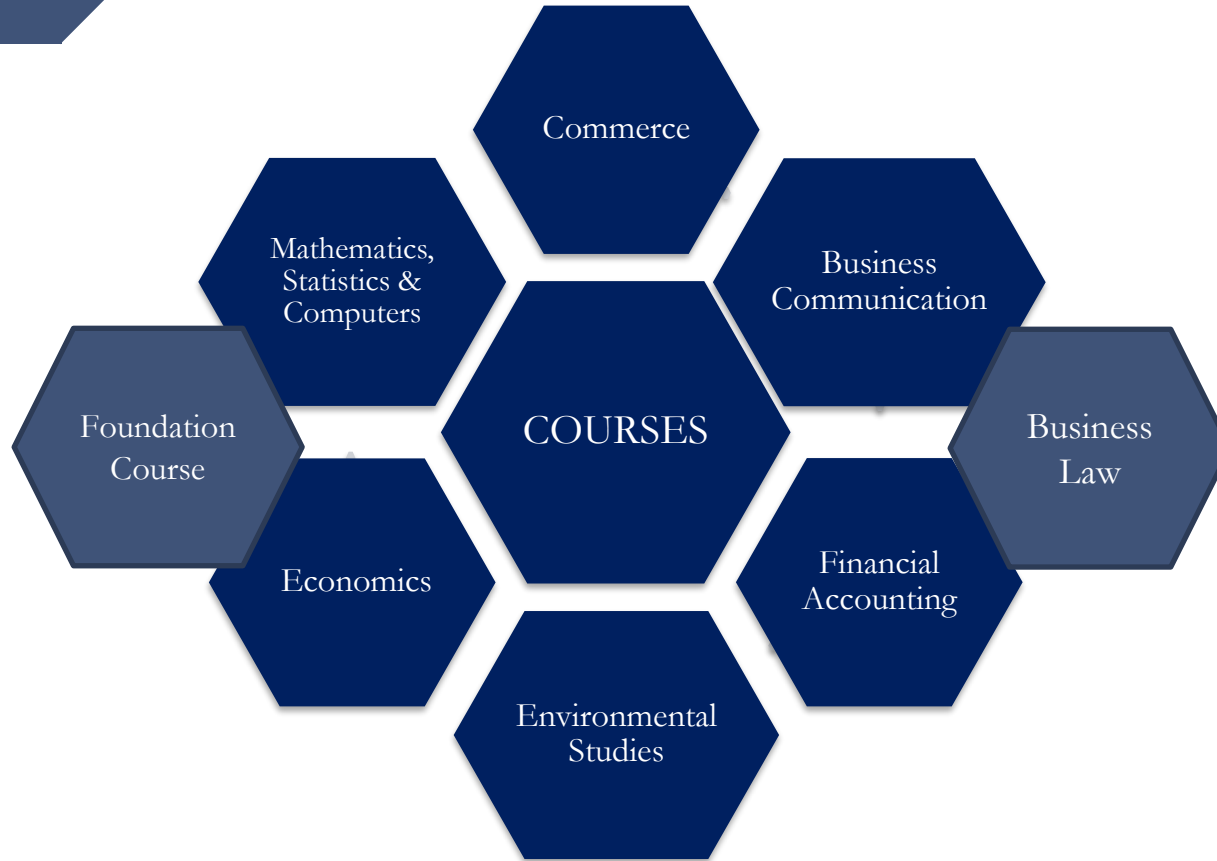 Commerce
Mathematics,
Statistics &
Computers
Business
Communication
Foundation
Course
COURSES
Business
Law
Economics
Financial
Accounting
Environmental
Studies